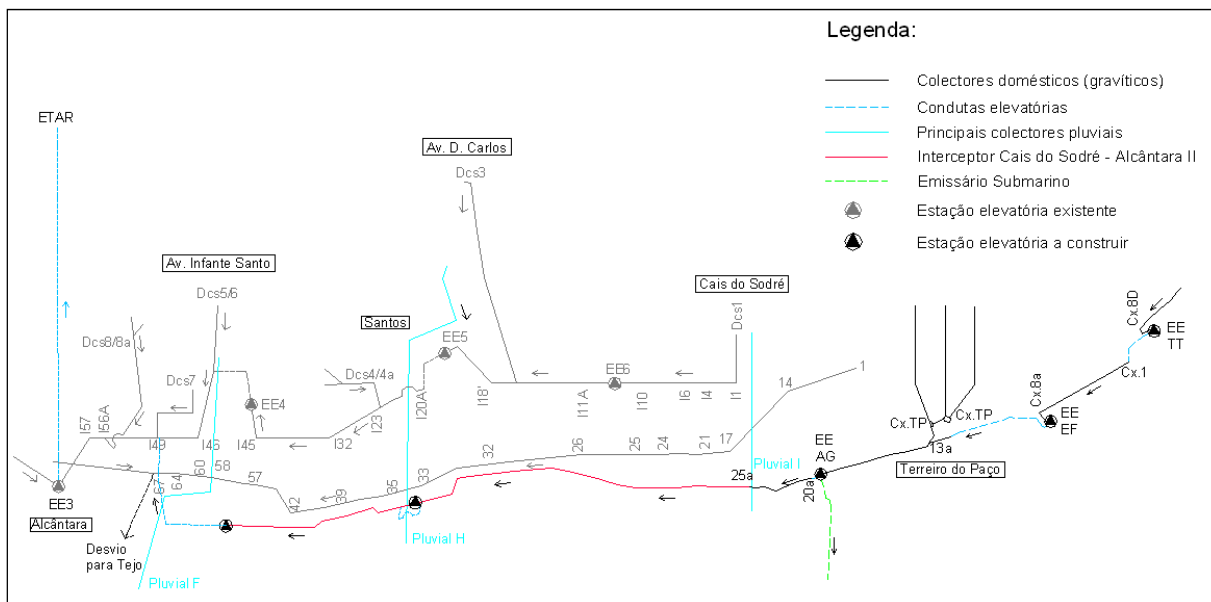 Legenda:
Colectores domésticos (gravíticos)
Condutas elevatórias
Principais colectores pluviais
Interceptor Cais do Sodré - Alcântara II
Emissário Submarino
Estação elevatória existente
Estação elevatória a construir
ETAR
Av. D. Carlos
Dcs3
Av. Infante Santo
Dcs5/6
Cais do Sodré
Dcs1
Santos
Dcs8/8a
Dcs7
Dcs4/4a
EE5
EE6
EE4
I57
I56A
I49
I46
I45
I32
I23
I20A
I18'
I11A
I10
I6
I4
I1
14
1
Cx.8D
EE
TT
Cx.1
Cx.8a
EE
EF
Cx.TP
Cx.TP
13a
Terreiro do Paço
EE
AG
20a
25a
Pluvial I
67
64
60
58
57
42
39
35
33
32
26
25
24
21
17
EE3
Alcântara
Desvio
para Tejo
Pluvial F
Pluvial H